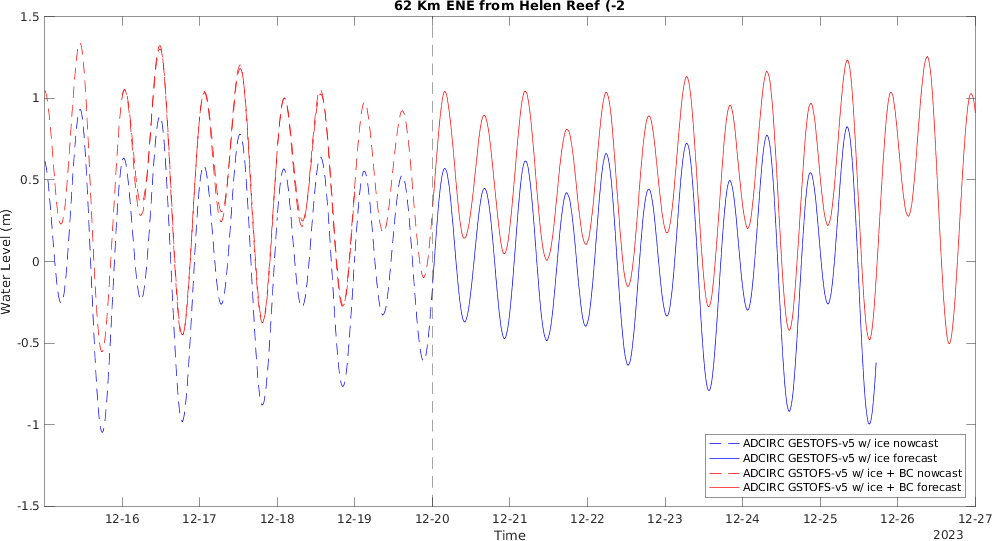 62 Km ENE from Helen Reef (-2
Water Level (m)
1.5
1
0.5
0
-0.5
-1
-1.5
12-16 12-17 12-18 12-19 12-20 12-21 12-22 12-23 12-24 12-25 12-26 12-27
Time
2023
ADCIRC GESTOFS-v5 w/ ice nowcast
ADCIRC GESTOFS-v5 w/ ice forecast
ADCIRC GSTOFS-v5 w/ ice + BC nowcast
ADCIRC GSTOFS-v5 w/ ice + BC forecast